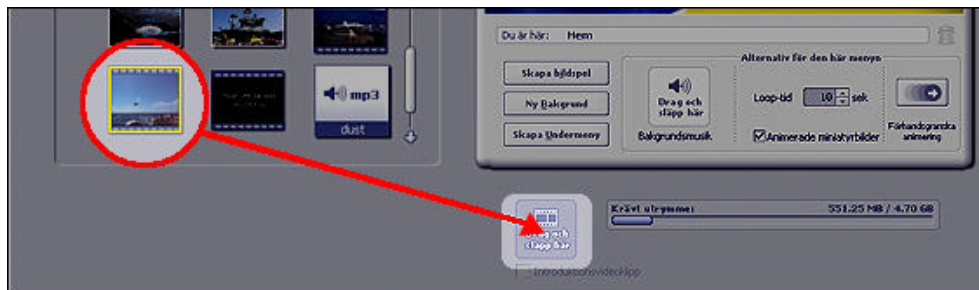 Du är här: Hem
Alternativ för den här menyn
Skapa bildspel
Ny Bakgrund
Skapa Undermeny
Drag och
släpp här
Bakgrundsmusik
Loop-tid 10 sek
Animerade miniatyrbilder
Förhandsgranska
animering
mp3
dust
Drag och
släpp här
Krävt utrymme: 551.25 MB / 4.70 GB
Introduktionsvideoklipp